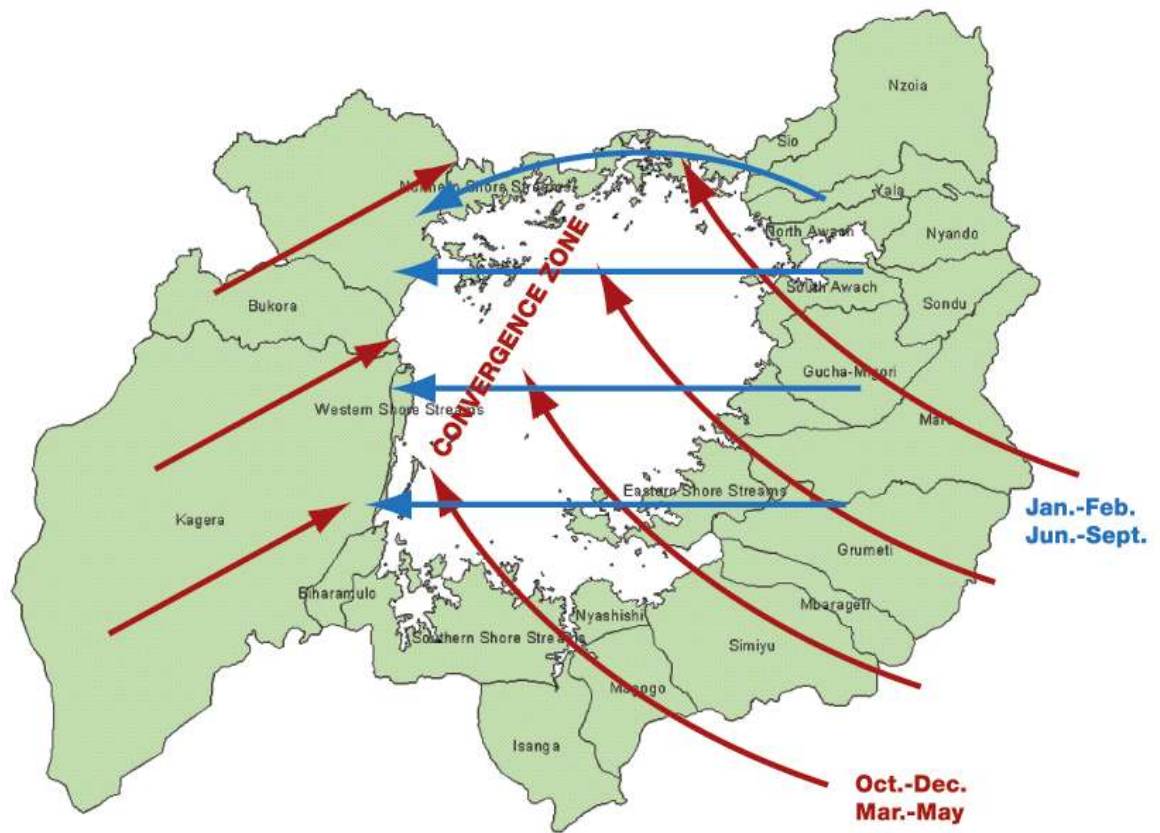 Nzoia
Sio
Northern Shore Streams
Yala
North Awach
Nyando
South Awach
Bukora
Sondu
CONVERGENCE ZONE
Gucha-Migori
Western Shore Streams
Mara
Eastern Shore Streams
Kagera
Jan.-Feb.
Jun.-Sept.
Grumeti
Biharamulo
Mbarageti
Nyashishi
Southern Shore Streams
Simiyu
Magogo
Isanga
Oct.-Dec.
Mar.-May